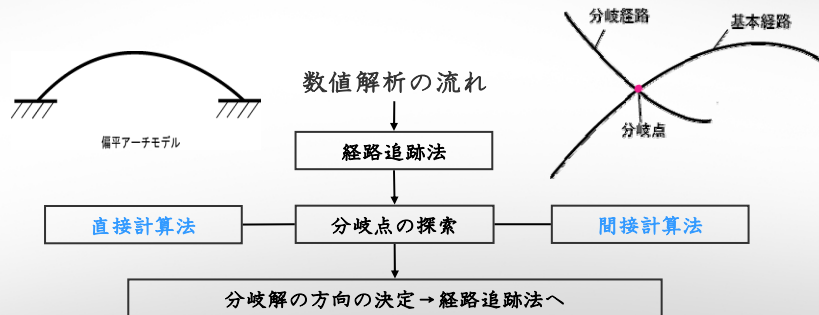 分岐経路
基本経路
分岐点
偏平アーチモデル
数値解析の流れ
経路追跡法
直接計算法
分岐点の探索
間接計算法
分岐解の方向の決定→経路追跡法へ